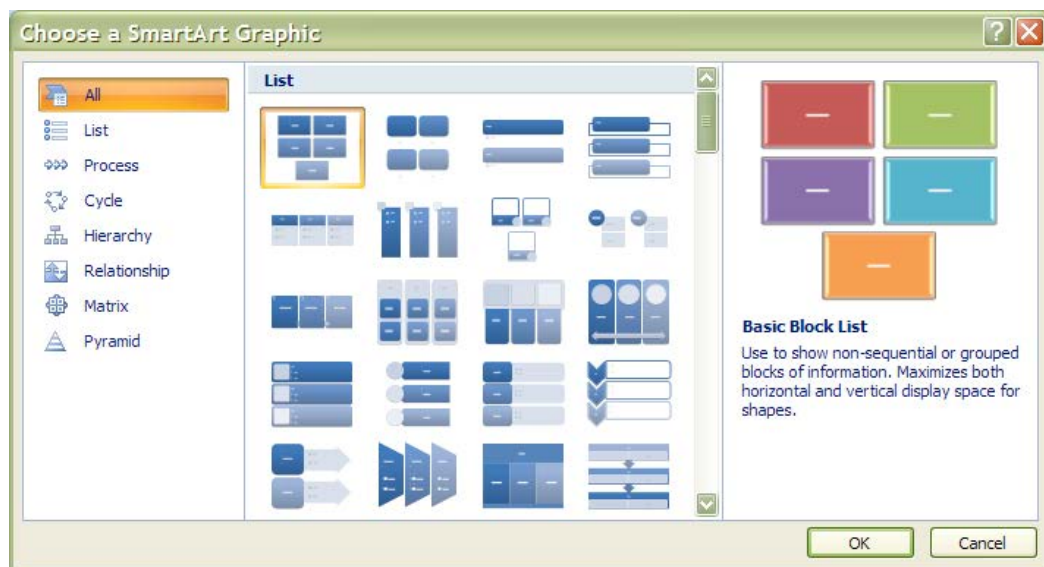 Choose a SmartArt Graphic
All
List
Process
Cycle
Hierarchy
Relationship
Matrix
Pyramid
List
Basic Block List
Use to show non-sequential or grouped
blocks of information. Maximizes both
horizontal and vertical display space for
shapes.
OK
Cancel